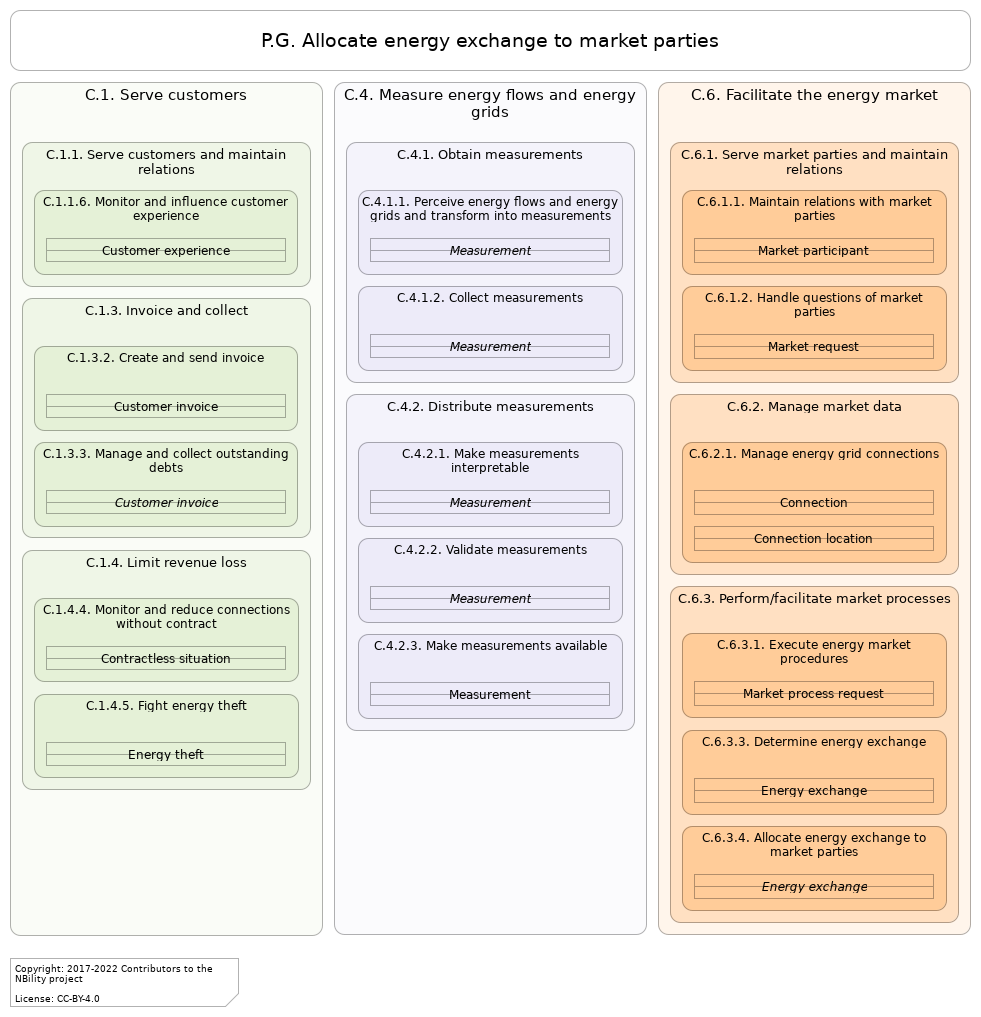 P.G. Allocate energy exchange to market parties
C.1. Serve customers
C.1.1. Serve customers and maintain
relations
C.1.1.6. Monitor and influence customer
experience
Customer experience
C.1.3. Invoice and collect
C.1.3.2. Create and send invoice
Customer invoice
C.1.3.3. Manage and collect outstanding
debts
Customer invoice
C.1.4. Limit revenue loss
C.1.4.4. Monitor and reduce connections
without contract
Contractless situation
C.1.4.5. Fight energy theft
Energy theft
C.4. Measure energy flows and energy
grids
C.4.1. Obtain measurements
C.4.1.1. Perceive energy flows and energy
grids and transform into measurements
Measurement
C.4.1.2. Collect measurements
Measurement
C.4.2. Distribute measurements
C.4.2.1. Make measurements
interpretable
Measurement
C.4.2.2. Validate measurements
Measurement
C.4.2.3. Make measurements available
Measurement
C.6. Facilitate the energy market
C.6.1. Serve market parties and maintain
relations
C.6.1.1. Maintain relations with market
parties
Market participant
C.6.1.2. Handle questions of market
parties
Market request
C.6.2. Manage market data
C.6.2.1. Manage energy grid connections
Connection
Connection location
C.6.3. Perform/facilitate market processes
C.6.3.1. Execute energy market
procedures
Market process request
C.6.3.3. Determine energy exchange
Energy exchange
C.6.3.4. Allocate energy exchange to
market parties
Energy exchange
Copyright: 2017-2022 Contributors to the
NBility project
License: CC-BY-4.0